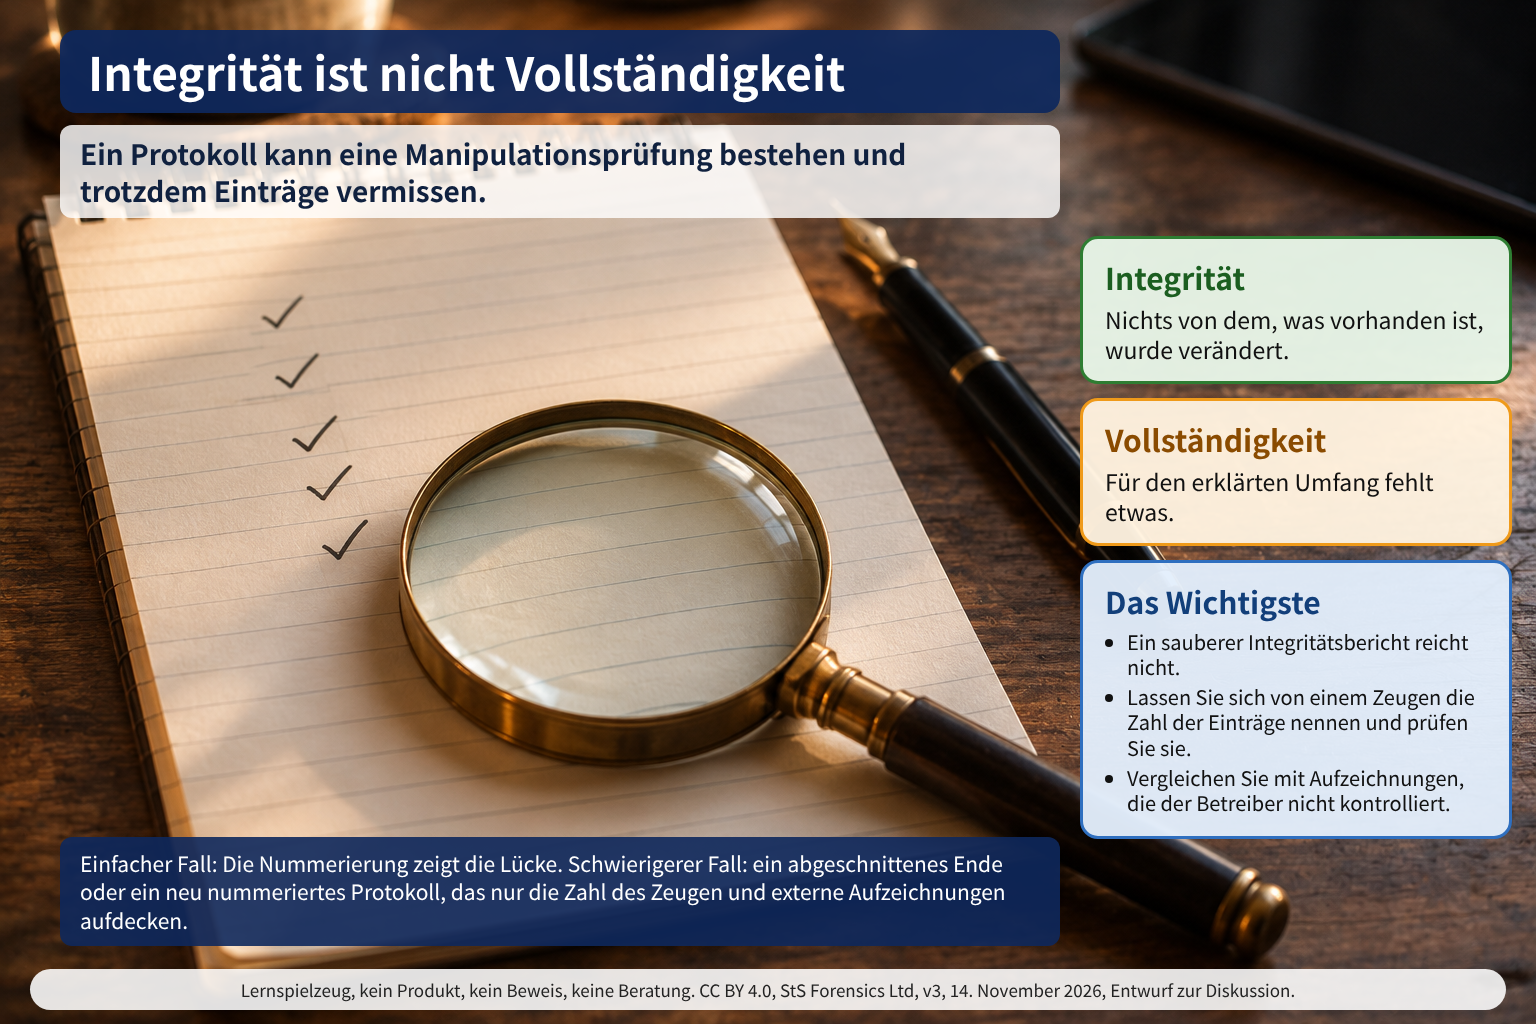 Integrität ist nicht Vollständigkeit
Ein Protokoll kann eine Manipulationsprüfung bestehen und
trotzdem Einträge vermissen.
Integrität
Nichts von dem, was vorhanden ist,
wurde verändert.
Vollständigkeit
Für den erklärten Umfang fehlt
etwas.
Das Wichtigste
• Ein sauberer Integritätsbericht reicht
nicht.
• Lassen Sie sich von einem Zeugen die
Zahl der Einträge nennen und prüfen
Sie sie.
• Vergleichen Sie mit Aufzeichnungen,
die der Betreiber nicht kontrolliert.
Einfacher Fall: Die Nummerierung zeigt die Lücke. Schwierigerer Fall: ein abgeschnittenes Ende
oder ein neu nummeriertes Protokoll, das nur die Zahl des Zeugen und externe Aufzeichnungen
aufdecken.
Lernspielzeug, kein Produkt, kein Beweis, keine Beratung. CC BY 4.0, StS Forensics Ltd, v3, 14. November 2026, Entwurf zur Diskussion.